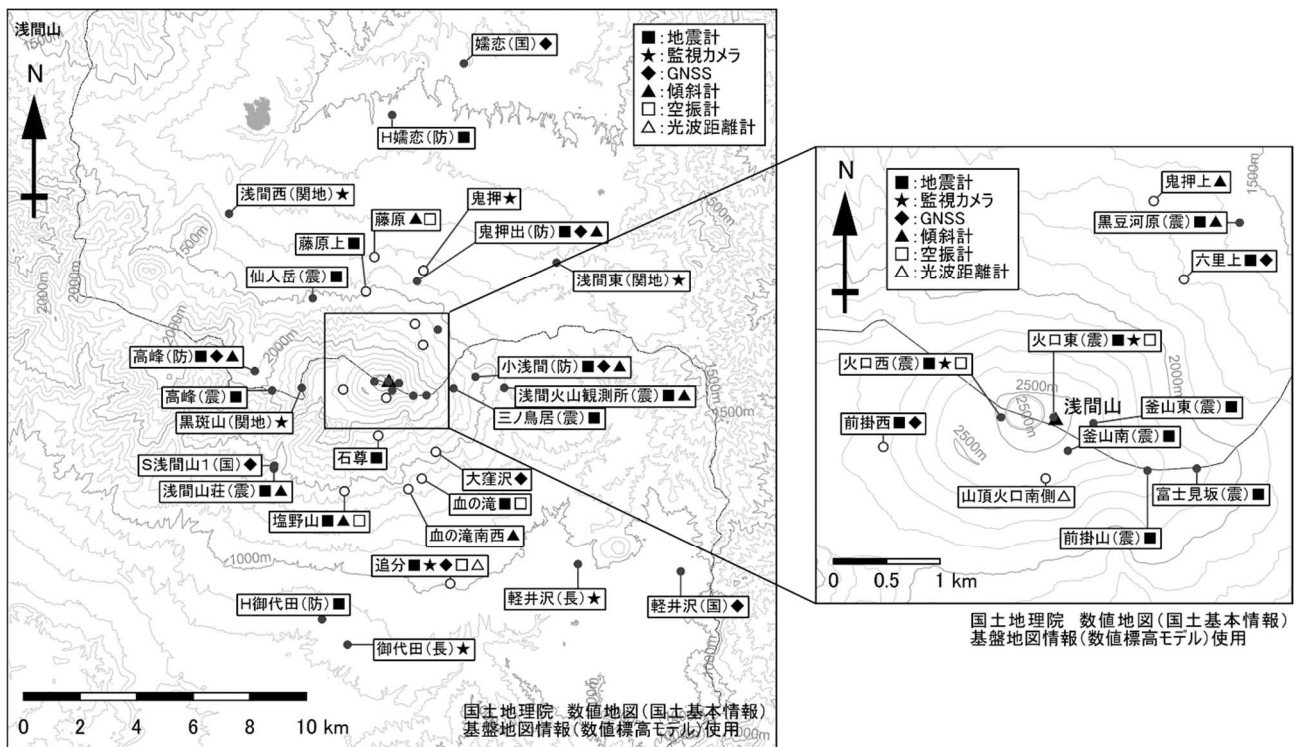 浅間山
1500m
N
■：地震計
★：監視カメラ
◆：GNSS
▲：傾斜計
□：空振計
△：光波距離計
嬬恋（国）◆
H嬬恋（防）■
浅間西（関地）★
鬼押★
藤原▲□
鬼押出（防）■◆▲
藤原上■
仙人岳（震）■
浅間東（関地）★
1500m
1500m
2000m
2000m
2000m
2000m
高峰（防）■◆▲
高峰（震）■
黒斑山（関地）★
小浅間（防）■◆▲
浅間火山観測所（震）■▲
三ノ鳥居（震）■
1500m
1500m
S浅間山1（国）◆
浅間山荘（震）■▲
石尊■
大窪沢◆
血の滝■□
塩野山■▲□
血の滝南西▲
1000m
追分■★◆□△
H御代田（防）■
軽井沢（長）★
軽井沢（国）◆
御代田（長）★
1000m
1000m
0 2 4 6 8 10 km
国土地理院 数値地図（国土基本情報）
基盤地図情報（数値標高モデル）使用
N
■：地震計
★：監視カメラ
◆：GNSS
▲：傾斜計
□：空振計
△：光波距離計
1500m
鬼押上▲
黒豆河原（震）■▲
六里上■◆
火口東（震）■★□
火口西（震）■★□
2000m
2500m
2500m
2500m
浅間山
釜山東（震）■
前掛西■◆
釜山南（震）■
山頂火口南側△
富士見坂（震）■
前掛山（震）■
0 0.5 1 km
国土地理院 数値地図（国土基本情報）
基盤地図情報（数値標高モデル）使用